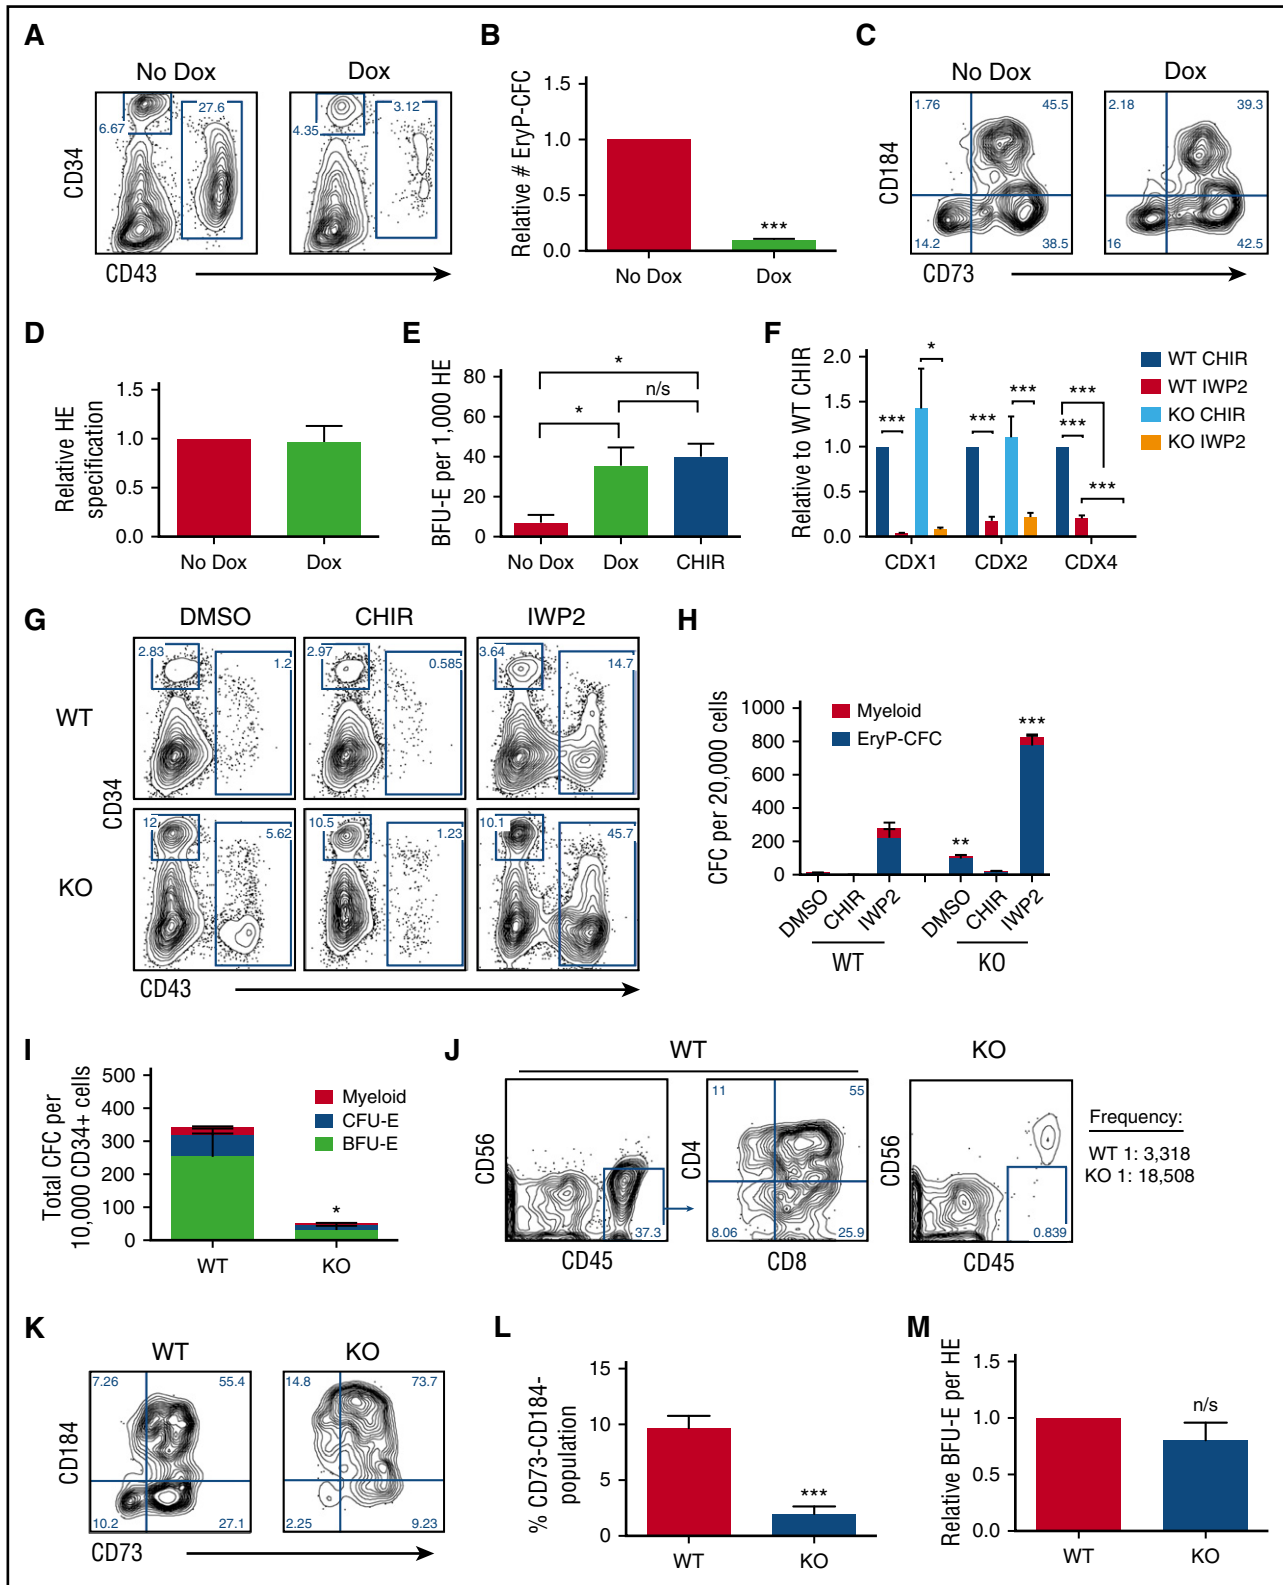 A
No Dox
Dox
6.67
27.6
4.35
3.12
CD34
CD43
B
Relative # EryP-CFC
1.5
1.0
0.5
0.0
***
No Dox
Dox
C
No Dox
Dox
1.76
45.5
14.2
38.5
2.18
39.3
16
42.5
CD184
CD73
D
Relative HE
specification
1.5
1.0
0.5
0.0
No Dox
Dox
E
BFU-E per 1,000 HE
80
60
40
20
0
*
n/s
*
No Dox
Dox
CHIR
F
Relative to WT CHIR
2.0
1.5
1.0
0.5
0.0
***
*
***
***
***
***
***
CDX1
CDX2
CDX4
WT CHIR
WT IWP2
KO CHIR
KO IWP2
G
DMSO
CHIR
IWP2
WT
2.83
1.2
2.97
0.585
3.64
14.7
KO
12
5.62
10.5
1.23
10.1
45.7
CD34
CD43
H
CFC per 20,000 cells
1000
800
600
400
200
0
Myeloid
EryP-CFC
**
***
DMSO
CHIR
IWP2
DMSO
CHIR
IWP2
WT
KO
I
Total CFC per
10,000 CD34+ cells
500
400
300
200
100
0
Myeloid
CFU-E
BFU-E
*
WT
KO
J
WT
KO
CD56
37.3
CD45
CD4
11
55
8.06
25.9
CD8
CD56
0.839
CD45
Frequency:
WT 1: 3,318
KO 1: 18,508
K
WT
KO
7.26
55.4
10.2
27.1
14.8
73.7
2.25
9.23
CD184
CD73
L
% CD73-CD184-
population
15
10
5
0
***
WT
KO
M
Relative BFU-E per HE
1.5
1.0
0.5
0.0
n/s
WT
KO